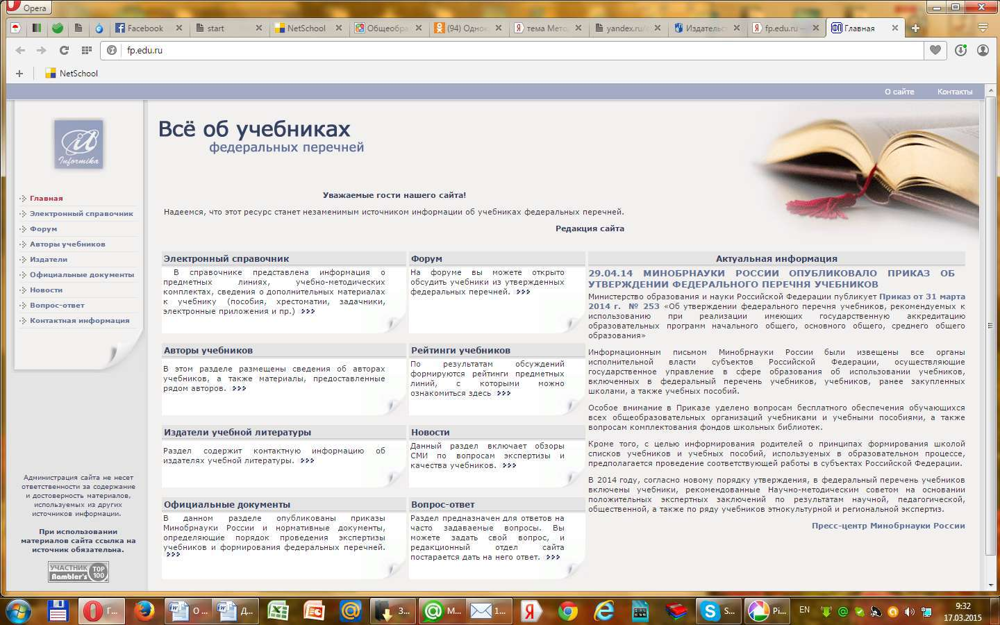 Opera
Facebook
start
NetSchool
Общеобра
(94) Однок
тема Мето
yandex.ru/
Издательс
fp.edu.ru –
ФП Главная
fp.edu.ru
NetSchool
О сайте Контакты
it
Informika
Главная
Электронный справочник
Форум
Авторы учебников
Издатели
Официальные документы
Новости
Вопрос-ответ
Контактная информация
Администрация сайта не несет
ответственности за содержание
и достоверность материалов,
используемых из других
источников информации.
При использовании
материалов сайта ссылка на
источник обязательна.
УЧАСТНИК
Rambler's
TOP
100
Всё об учебниках
федеральных перечней
Уважаемые гости нашего сайта!
Надеемся, что этот ресурс станет незаменимым источником информации об учебниках федеральных перечней.
Редакция сайта
Электронный справочник
В справочнике представлена информация о
предметных линиях, учебно-методических
комплектах, сведения о дополнительных материалах
к учебнику (пособия, хрестоматии, задачники,
электронные приложения и пр.)
Форум
На форуме вы можете открыто
обсудить учебники из утвержденных
федеральных перечней.
Авторы учебников
В этом разделе размещены сведения об авторах
учебников, а также материалы, предоставленные
рядом авторов.
Рейтинги учебников
По результатам обсуждений
формируются рейтинги предметных
линий, с которыми можно
ознакомиться здесь
Издатели учебной литературы
Раздел содержит контактную информацию об
издателях учебной литературы.
Новости
Данный раздел включает обзоры
СМИ по вопросам экспертизы и
качества учебников.
Официальные документы
В данном разделе опубликованы приказы
Минобрнауки России и нормативные документы,
определяющие порядок проведения экспертизы
учебников и формирования федеральных перечней.
Вопрос-ответ
Раздел предназначен для ответов на
часто задаваемые вопросы. Вы
можете задать свой вопрос, и
редакционный отдел сайта
постарается дать на него ответ.
Актуальная информация
29.04.14 МИНОБРНАУКИ РОССИИ ОПУБЛИКОВАЛО ПРИКАЗ ОБ
УТВЕРЖДЕНИИ ФЕДЕРАЛЬНОГО ПЕРЕЧНЯ УЧЕБНИКОВ
Министерство образования и науки Российской Федерации публикует Приказ от 31 марта
2014 г. № 253 «Об утверждении федерального перечня учебников, рекомендуемых к
использованию при реализации имеющих государственную аккредитацию
образовательных программ начального общего, основного общего, среднего общего
образования»
Информационным письмом Минобрнауки России были извещены все органы
исполнительной власти субъектов Российской Федерации, осуществляющие
государственное управление в сфере образования об использовании учебников,
включенных в федеральный перечень учебников, учебников, ранее закупленных
школами, а также учебных пособий.
Особое внимание в Приказе уделено вопросам бесплатного обеспечения обучающихся
всех общеобразовательных организаций учебниками и учебными пособиями, а также
вопросам комплектования фондов школьных библиотек.
Кроме того, с целью информирования родителей о принципах формирования школой
списков учебников и учебных пособий, используемых в образовательном процессе,
предполагается проведение соответствующей работы в субъектах Российской Федерации.
В 2014 году, согласно новому порядку утверждения, в федеральный перечень учебников
включены учебники, рекомендованные Научно-методическим советом на основании
положительных экспертных заключений по результатам научной, педагогической,
общественной, а также по ряду учебников этнокультурной и региональной экспертиз.
Пресс-центр Минобрнауки России
Г... О ... Д... З... М... 1... S... Pi...
EN
9:32
17.03.2015